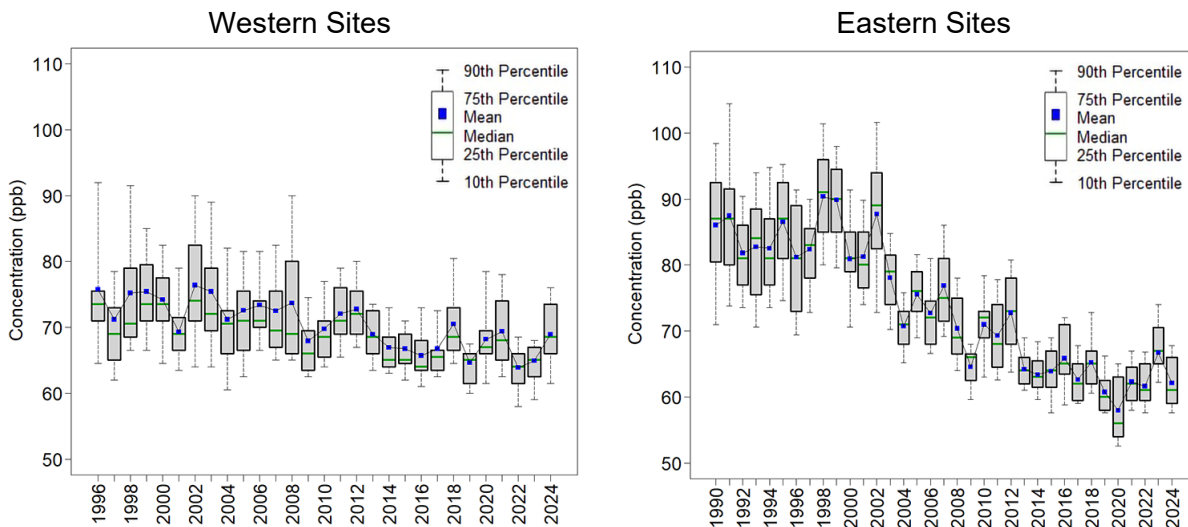 Western Sites
Concentration (ppb)
110
100
90
80
70
60
50
90th Percentile
75th Percentile
Mean
Median
25th Percentile
10th Percentile
1996
1998
2000
2002
2004
2006
2008
2010
2012
2014
2016
2018
2020
2022
2024
Eastern Sites
Concentration (ppb)
110
100
90
80
70
60
50
90th Percentile
75th Percentile
Mean
Median
25th Percentile
10th Percentile
1990
1992
1994
1996
1998
2000
2002
2004
2006
2008
2010
2012
2014
2016
2018
2020
2022
2024